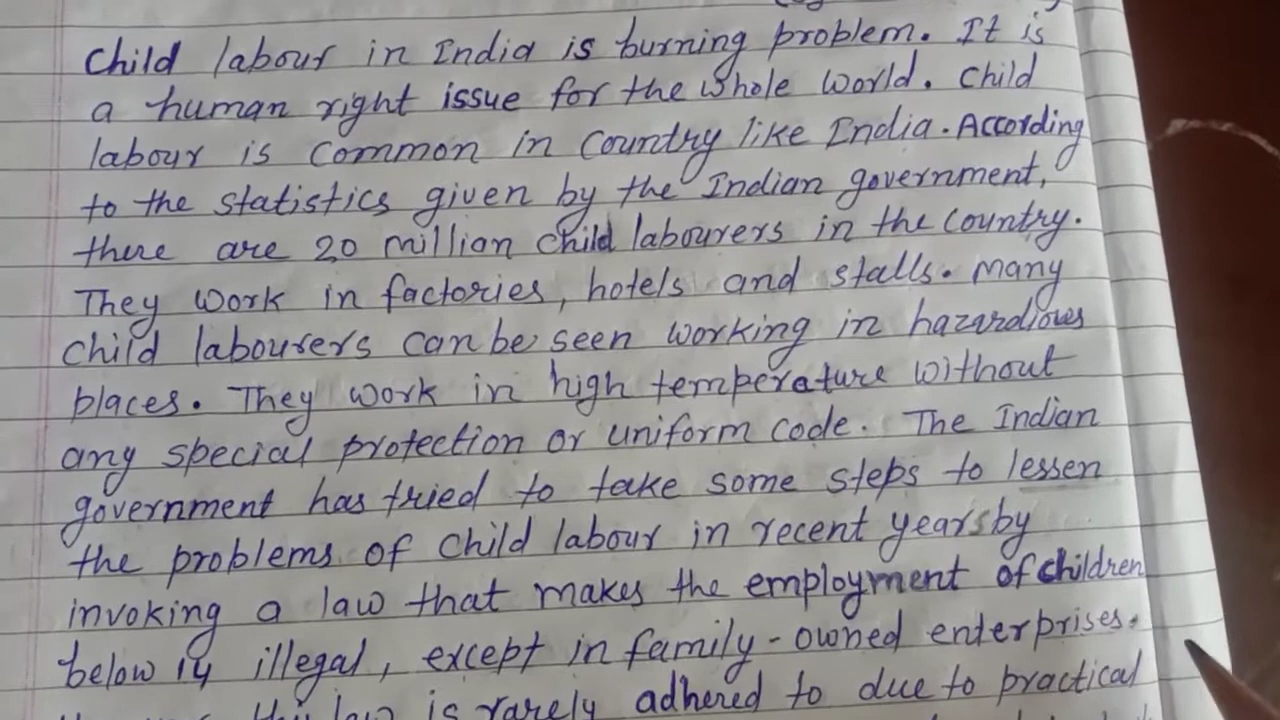 Child labour in India is burning problem. It is
a human right issue for the whole world. Child
labour is common in country like India. According
to the statistics given by the Indian government,
there are 20 million child labourers in the country.
They work in factories, hotels and stalls. Many
child labourers can be seen working in hazardious
places. They work in high temperature without
any special protection or uniform code. The Indian
government has tried to take some steps to lessen
the problems of child labour in recent years by
invoking a law that makes the employment of children
below 14 illegal, except in family-owned enterprises.
this law is rarely adhered to due to practical